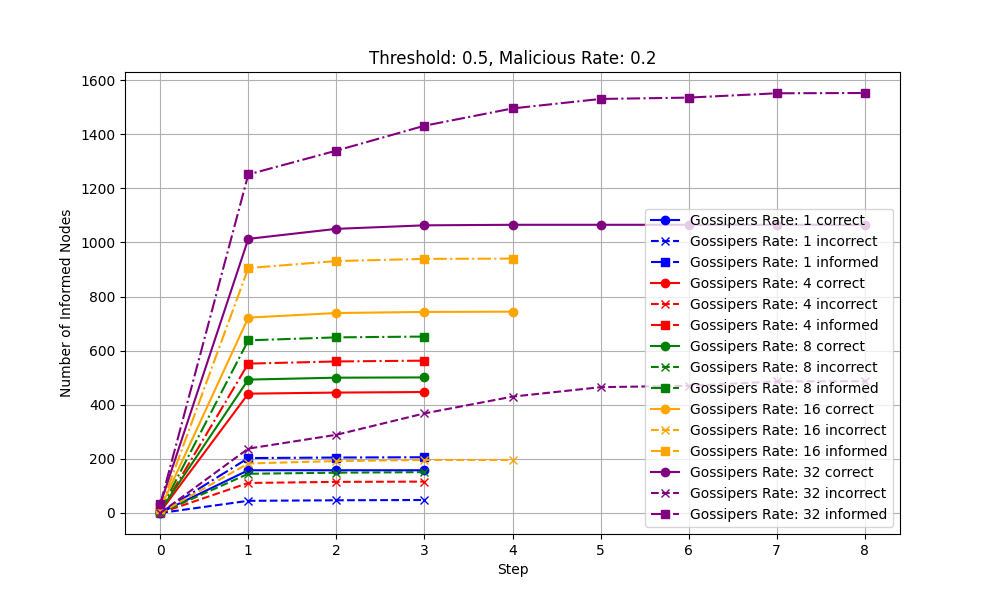 Threshold: 0.5, Malicious Rate: 0.2
1600
1400
1200
1000
800
600
400
200
0
Number of Informed Nodes
0 1 2 3 4 5 6 7 8
Step
Gossipers Rate: 1 correct
Gossipers Rate: 1 incorrect
Gossipers Rate: 1 informed
Gossipers Rate: 4 correct
Gossipers Rate: 4 incorrect
Gossipers Rate: 4 informed
Gossipers Rate: 8 correct
Gossipers Rate: 8 incorrect
Gossipers Rate: 8 informed
Gossipers Rate: 16 correct
Gossipers Rate: 16 incorrect
Gossipers Rate: 16 informed
Gossipers Rate: 32 correct
Gossipers Rate: 32 incorrect
Gossipers Rate: 32 informed